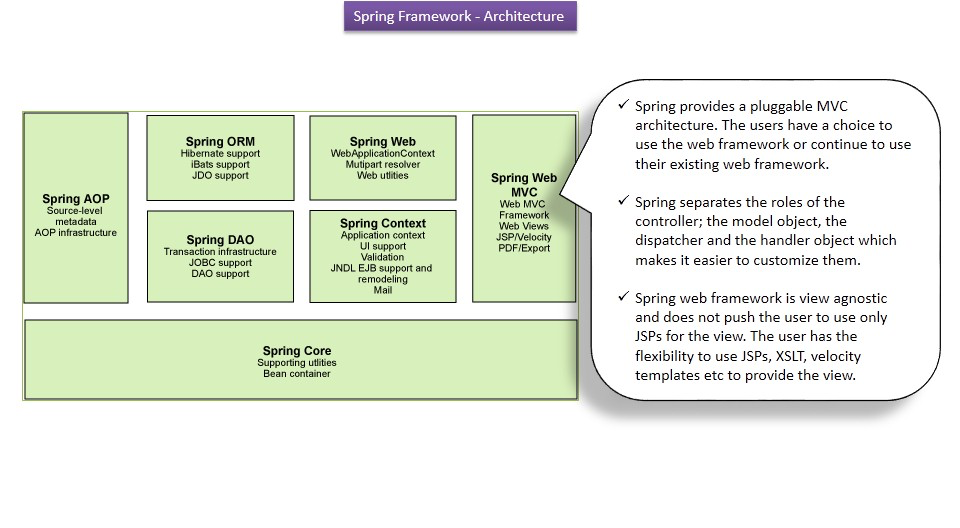 Spring Framework - Architecture
Spring AOP
Source-level
metadata
AOP infrastructure
Spring ORM
Hibernate support
iBats support
JDO support
Spring DAO
Transaction infrastructure
JOBC support
DAO support
Spring Web
WebApplicationContext
Mutipart resolver
Web utlities
Spring Context
Application context
UI support
Validation
JNDL EJB support and
remodeling
Mail
Spring Web
MVC
Web MVC
Framework
Web Views
JSP/Velocity
PDF/Export
Spring Core
Supporting utlities
Bean container
✓ Spring provides a pluggable MVC
architecture. The users have a choice to
use the web framework or continue to use
their existing web framework.
✓ Spring separates the roles of the
controller; the model object, the
dispatcher and the handler object which
makes it easier to customize them.
✓ Spring web framework is view agnostic
and does not push the user to use only
JSPs for the view. The user has the
flexibility to use JSPs, XSLT, velocity
templates etc to provide the view.